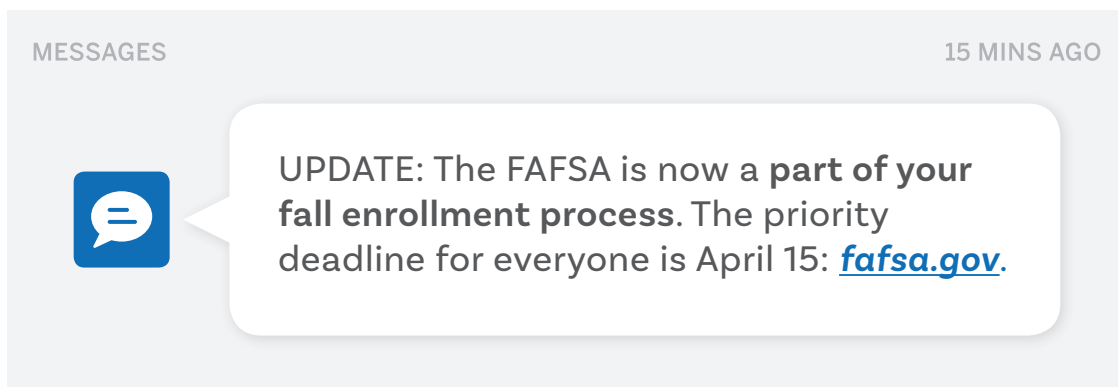 MESSAGES
15 MINS AGO
UPDATE: The FAFSA is now a part of your
fall enrollment process. The priority
deadline for everyone is April 15: fafsa.gov.